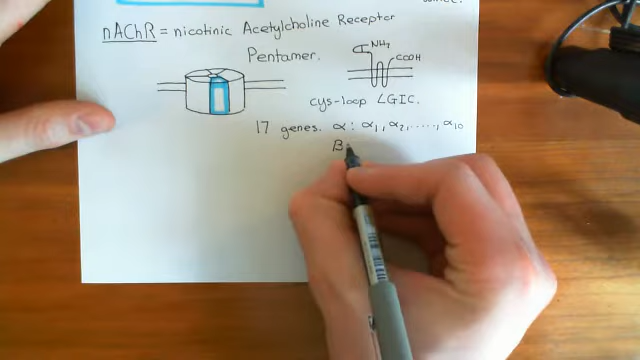 nAChR = nicotinic Acetylcholine Receptor
Pentamer.
NH₂
COOH
cys-loop LGIC.
17 genes. α : α₁, α₂, ....., α₁₀
β: